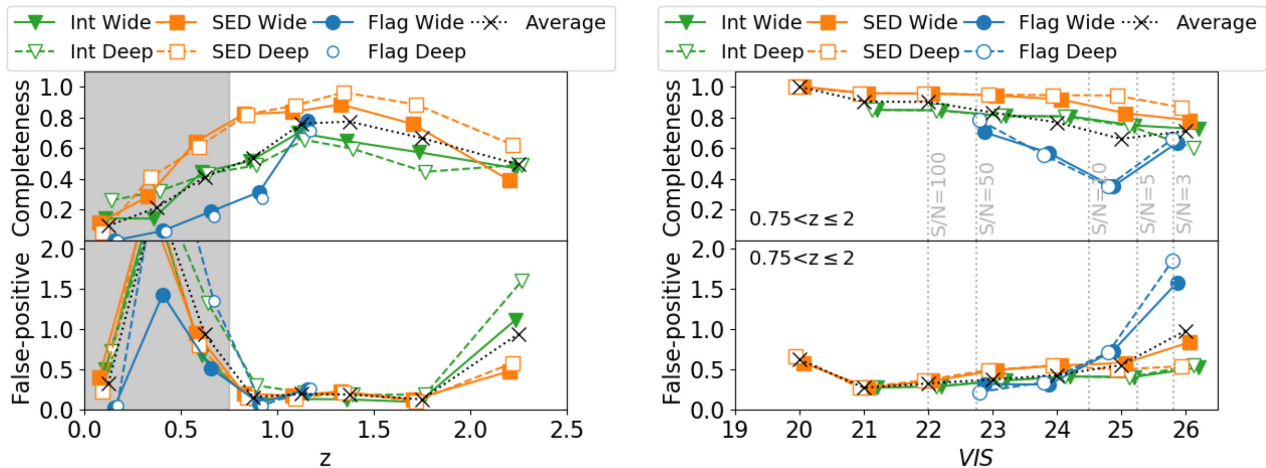 Int Wide SED Wide Flag Wide Average
Int Deep SED Deep Flag Deep
Completeness
1.0
0.8
0.6
0.4
0.2
False-positive
2.0
1.5
1.0
0.5
0.0
0.0 0.5 1.0 1.5 2.0 2.5
z
Int Wide SED Wide Flag Wide Average
Int Deep SED Deep Flag Deep
Completeness
1.0
0.8
0.6
0.4
0.2
0.75<z≤2
S/N=100
S/N=50
S/N=10
S/N=5
S/N=3
False-positive
2.0
1.5
1.0
0.5
0.0
0.75<z≤2
19 20 21 22 23 24 25 26
VIS